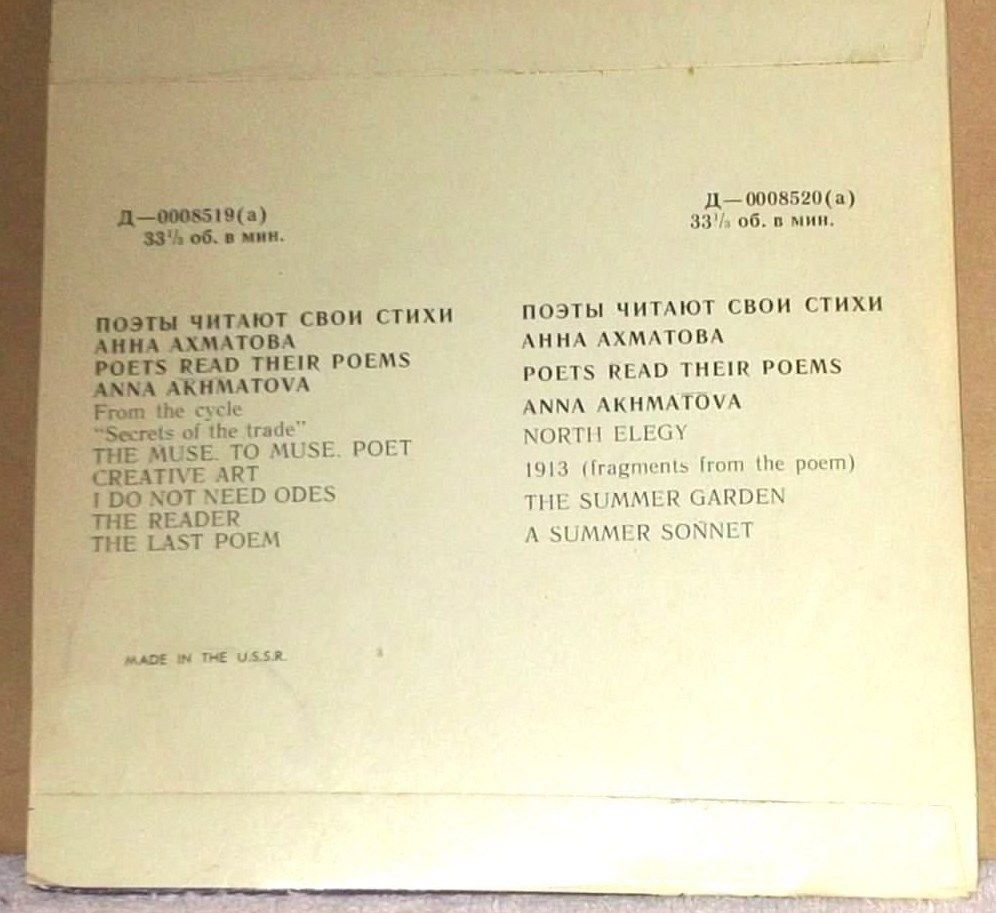 Д—0008519(а)
33⅓ об. в мин.
ПОЭТЫ ЧИТАЮТ СВОИ СТИХИ
АННА АХМАТОВА
POETS READ THEIR POEMS
ANNA AKHMATOVA
From the cycle
“Secrets of the trade”
THE MUSE. TO MUSE. POET
CREATIVE ART
I DO NOT NEED ODES
THE READER
THE LAST POEM
MADE IN THE U.S.S.R.
Д—0008520(а)
33⅓ об. в мин.
ПОЭТЫ ЧИТАЮТ СВОИ СТИХИ
АННА АХМАТОВА
POETS READ THEIR POEMS
ANNA AKHMATOVA
NORTH ELEGY
1913 (fragments from the poem)
THE SUMMER GARDEN
A SUMMER SONNET